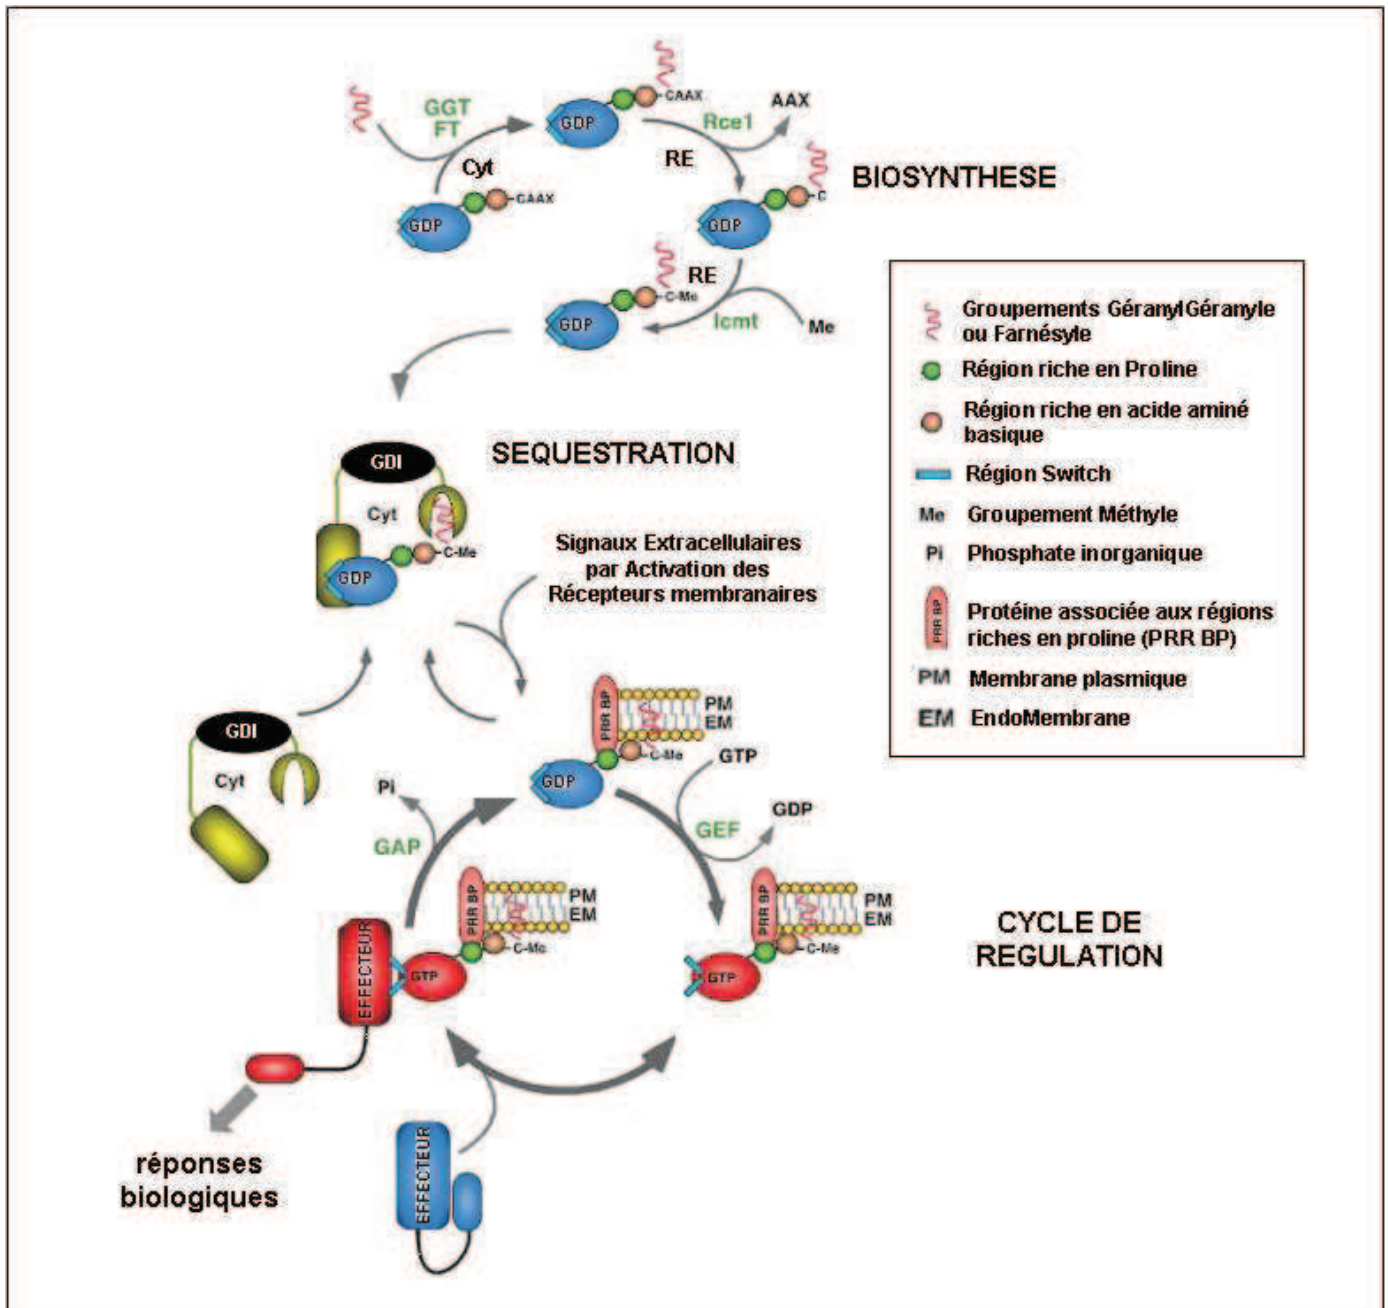 GGT
FT
Cyt
GDP
CAAX
GDP
CAAX
Rce1
AAX
RE
GDP
C
BIOSYNTHESE
RE
GDP
C-Me
Icmt
Me
Groupements GéranylGéranyle
ou Farnésyle
Région riche en Proline
Région riche en acide aminé
basique
Région Switch
Me
Groupement Méthyle
Pi
Phosphate inorganique
PRR BP
Protéine associée aux régions
riches en proline (PRR BP)
PM
Membrane plasmique
EM
EndoMembrane
SEQUESTRATION
GDI
Cyt
C-Me
GDP
Signaux Extracellulaires
par Activation des
Récepteurs membranaires
GDI
Cyt
PRR BP
PM
EM
C-Me
GDP
GTP
GEF
GDP
Pi
GAP
PRR BP
PM
EM
C-Me
GTP
EFFECTEUR
PRR BP
PM
EM
C-Me
GTP
CYCLE DE
REGULATION
EFFECTEUR
réponses
biologiques